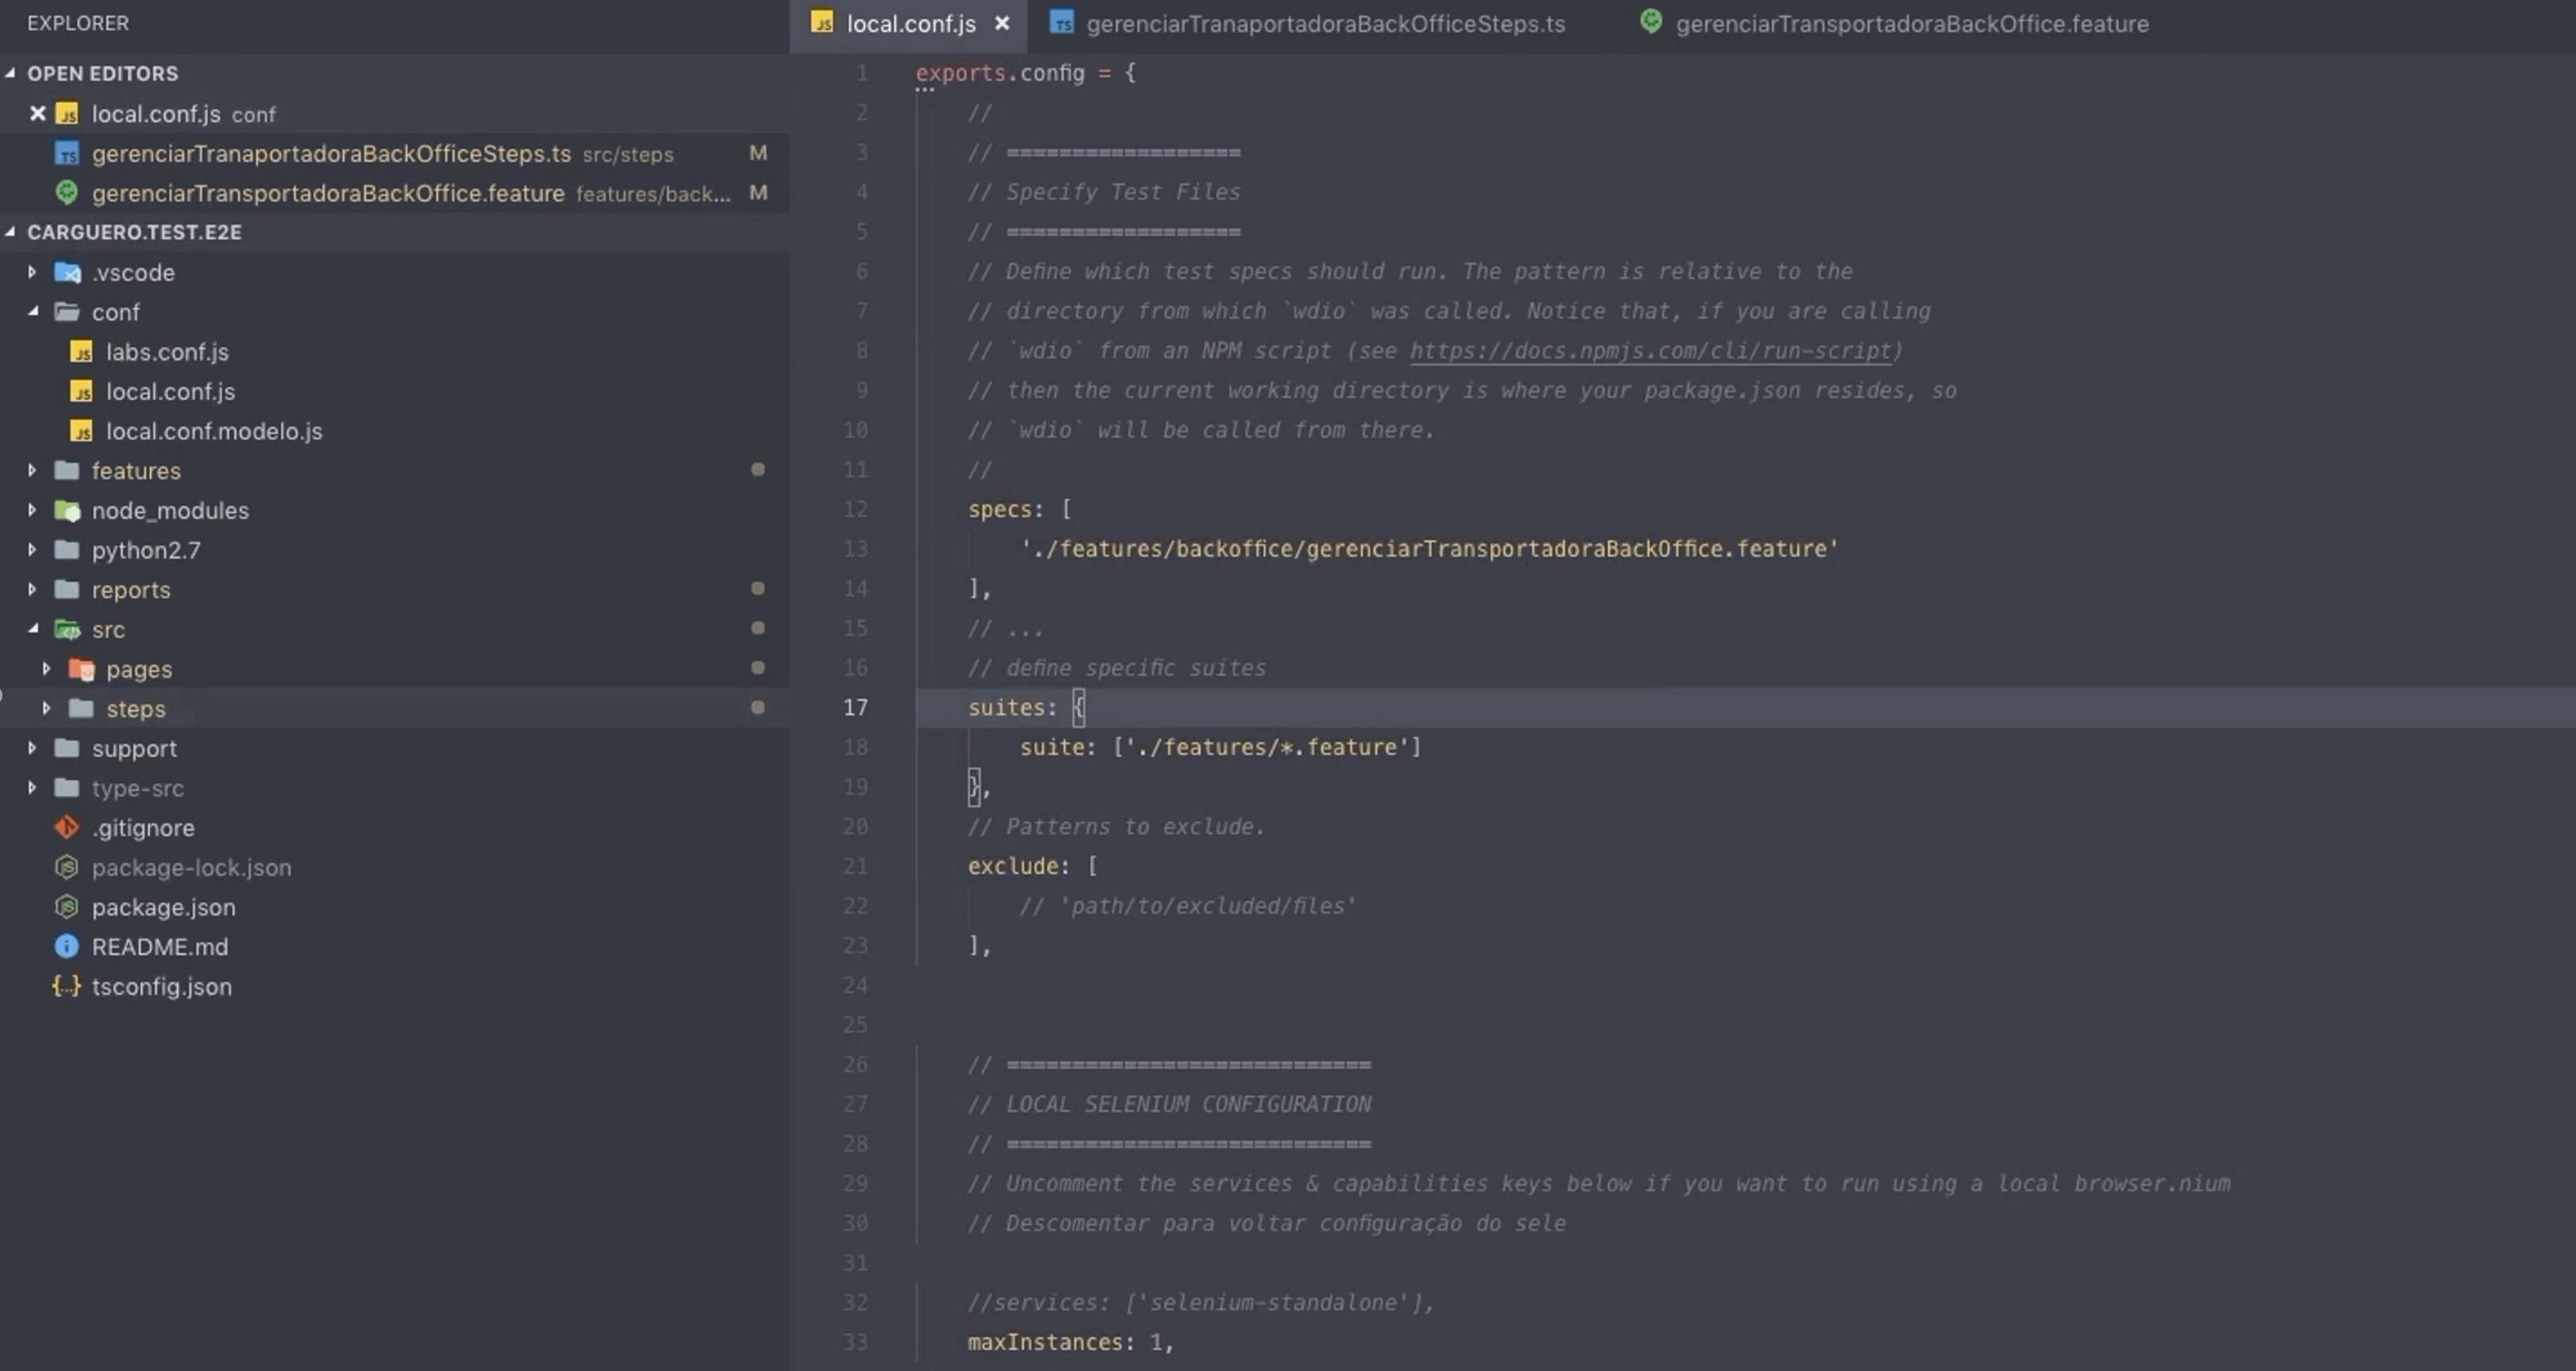 EXPLORER
OPEN EDITORS
local.conf.js conf
gerenciarTranaportadoraBackOfficeSteps.ts src/steps M
gerenciarTransportadoraBackOffice.feature features/back... M
CARGUERO.TEST.E2E
.vscode
conf
labs.conf.js
local.conf.js
local.conf.modelo.js
features
node_modules
python2.7
reports
src
pages
steps
support
type-src
.gitignore
package-lock.json
package.json
README.md
tsconfig.json
local.conf.js gerenciarTranaportadoraBackOfficeSteps.ts gerenciarTransportadoraBackOffice.feature
1 exports.config = {
2 //
3 // ==================
4 // Specify Test Files
5 // ==================
6 // Define which test specs should run. The pattern is relative to the
7 // directory from which `wdio` was called. Notice that, if you are calling
8 // `wdio` from an NPM script (see https://docs.npmjs.com/cli/run-script)
9 // then the current working directory is where your package.json resides, so
10 // `wdio` will be called from there.
11 //
12 specs: [
13 './features/backoffice/gerenciarTransportadoraBackOffice.feature'
14 ],
15 // ...
16 // define specific suites
17 suites: {
18 suite: ['./features/*.feature']
19 },
20 // Patterns to exclude.
21 exclude: [
22 // 'path/to/excluded/files'
23 ],
24
25
26 // ============================
27 // LOCAL SELENIUM CONFIGURATION
28 // ============================
29 // Uncomment the services & capabilities keys below if you want to run using a local browser.nium
30 // Descomentar para voltar configuração do sele
31
32 //services: ['selenium-standalone'],
33 maxInstances: 1,